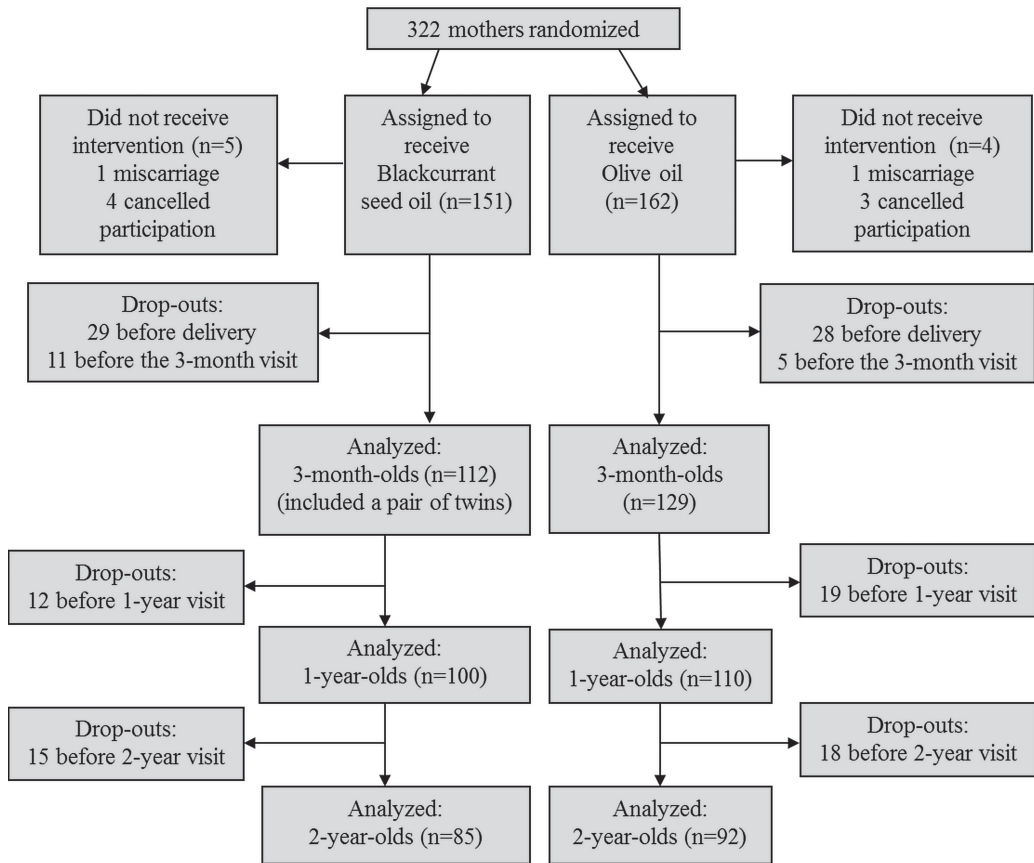 322 mothers randomized
Did not receive
intervention (n=5)
1 miscarriage
4 cancelled
participation
Assigned to
receive
Blackcurrant
seed oil (n=151)
Assigned to
receive
Olive oil
(n=162)
Did not receive
intervention (n=4)
1 miscarriage
3 cancelled
participation
Drop-outs:
29 before delivery
11 before the 3-month visit
Drop-outs:
28 before delivery
5 before the 3-month visit
Analyzed:
3-month-olds (n=112)
(included a pair of twins)
Analyzed:
3-month-olds
(n=129)
Drop-outs:
12 before 1-year visit
Drop-outs:
19 before 1-year visit
Analyzed:
1-year-olds (n=100)
Analyzed:
1-year-olds (n=110)
Drop-outs:
15 before 2-year visit
Drop-outs:
18 before 2-year visit
Analyzed:
2-year-olds (n=85)
Analyzed:
2-year-olds (n=92)